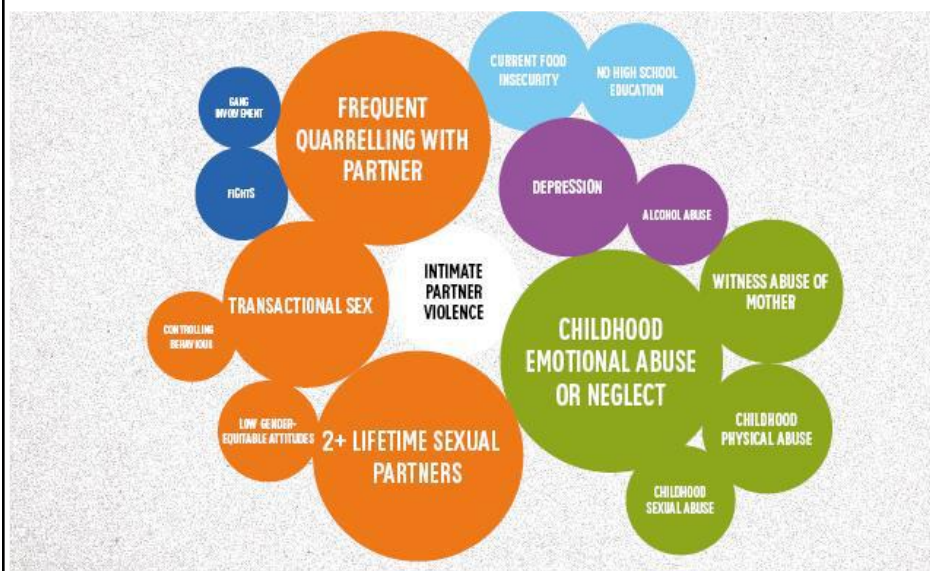 CURRENT FOOD
INSECURITY
NO HIGH SCHOOL
EDUCATION
GANG
INVOLVEMENT
FREQUENT
QUARRELLING WITH
PARTNER
FIGHTS
DEPRESSION
ALCOHOL ABUSE
INTIMATE
PARTNER
VIOLENCE
WITNESS ABUSE OF
MOTHER
TRANSACTIONAL SEX
CONTROLLING
BEHAVIOUR
CHILDHOOD
EMOTIONAL ABUSE
OR NEGLECT
LOW GENDER-
EQUITABLE ATTITUDES
2+ LIFETIME SEXUAL
PARTNERS
CHILDHOOD
PHYSICAL ABUSE
CHILDHOOD
SEXUAL ABUSE